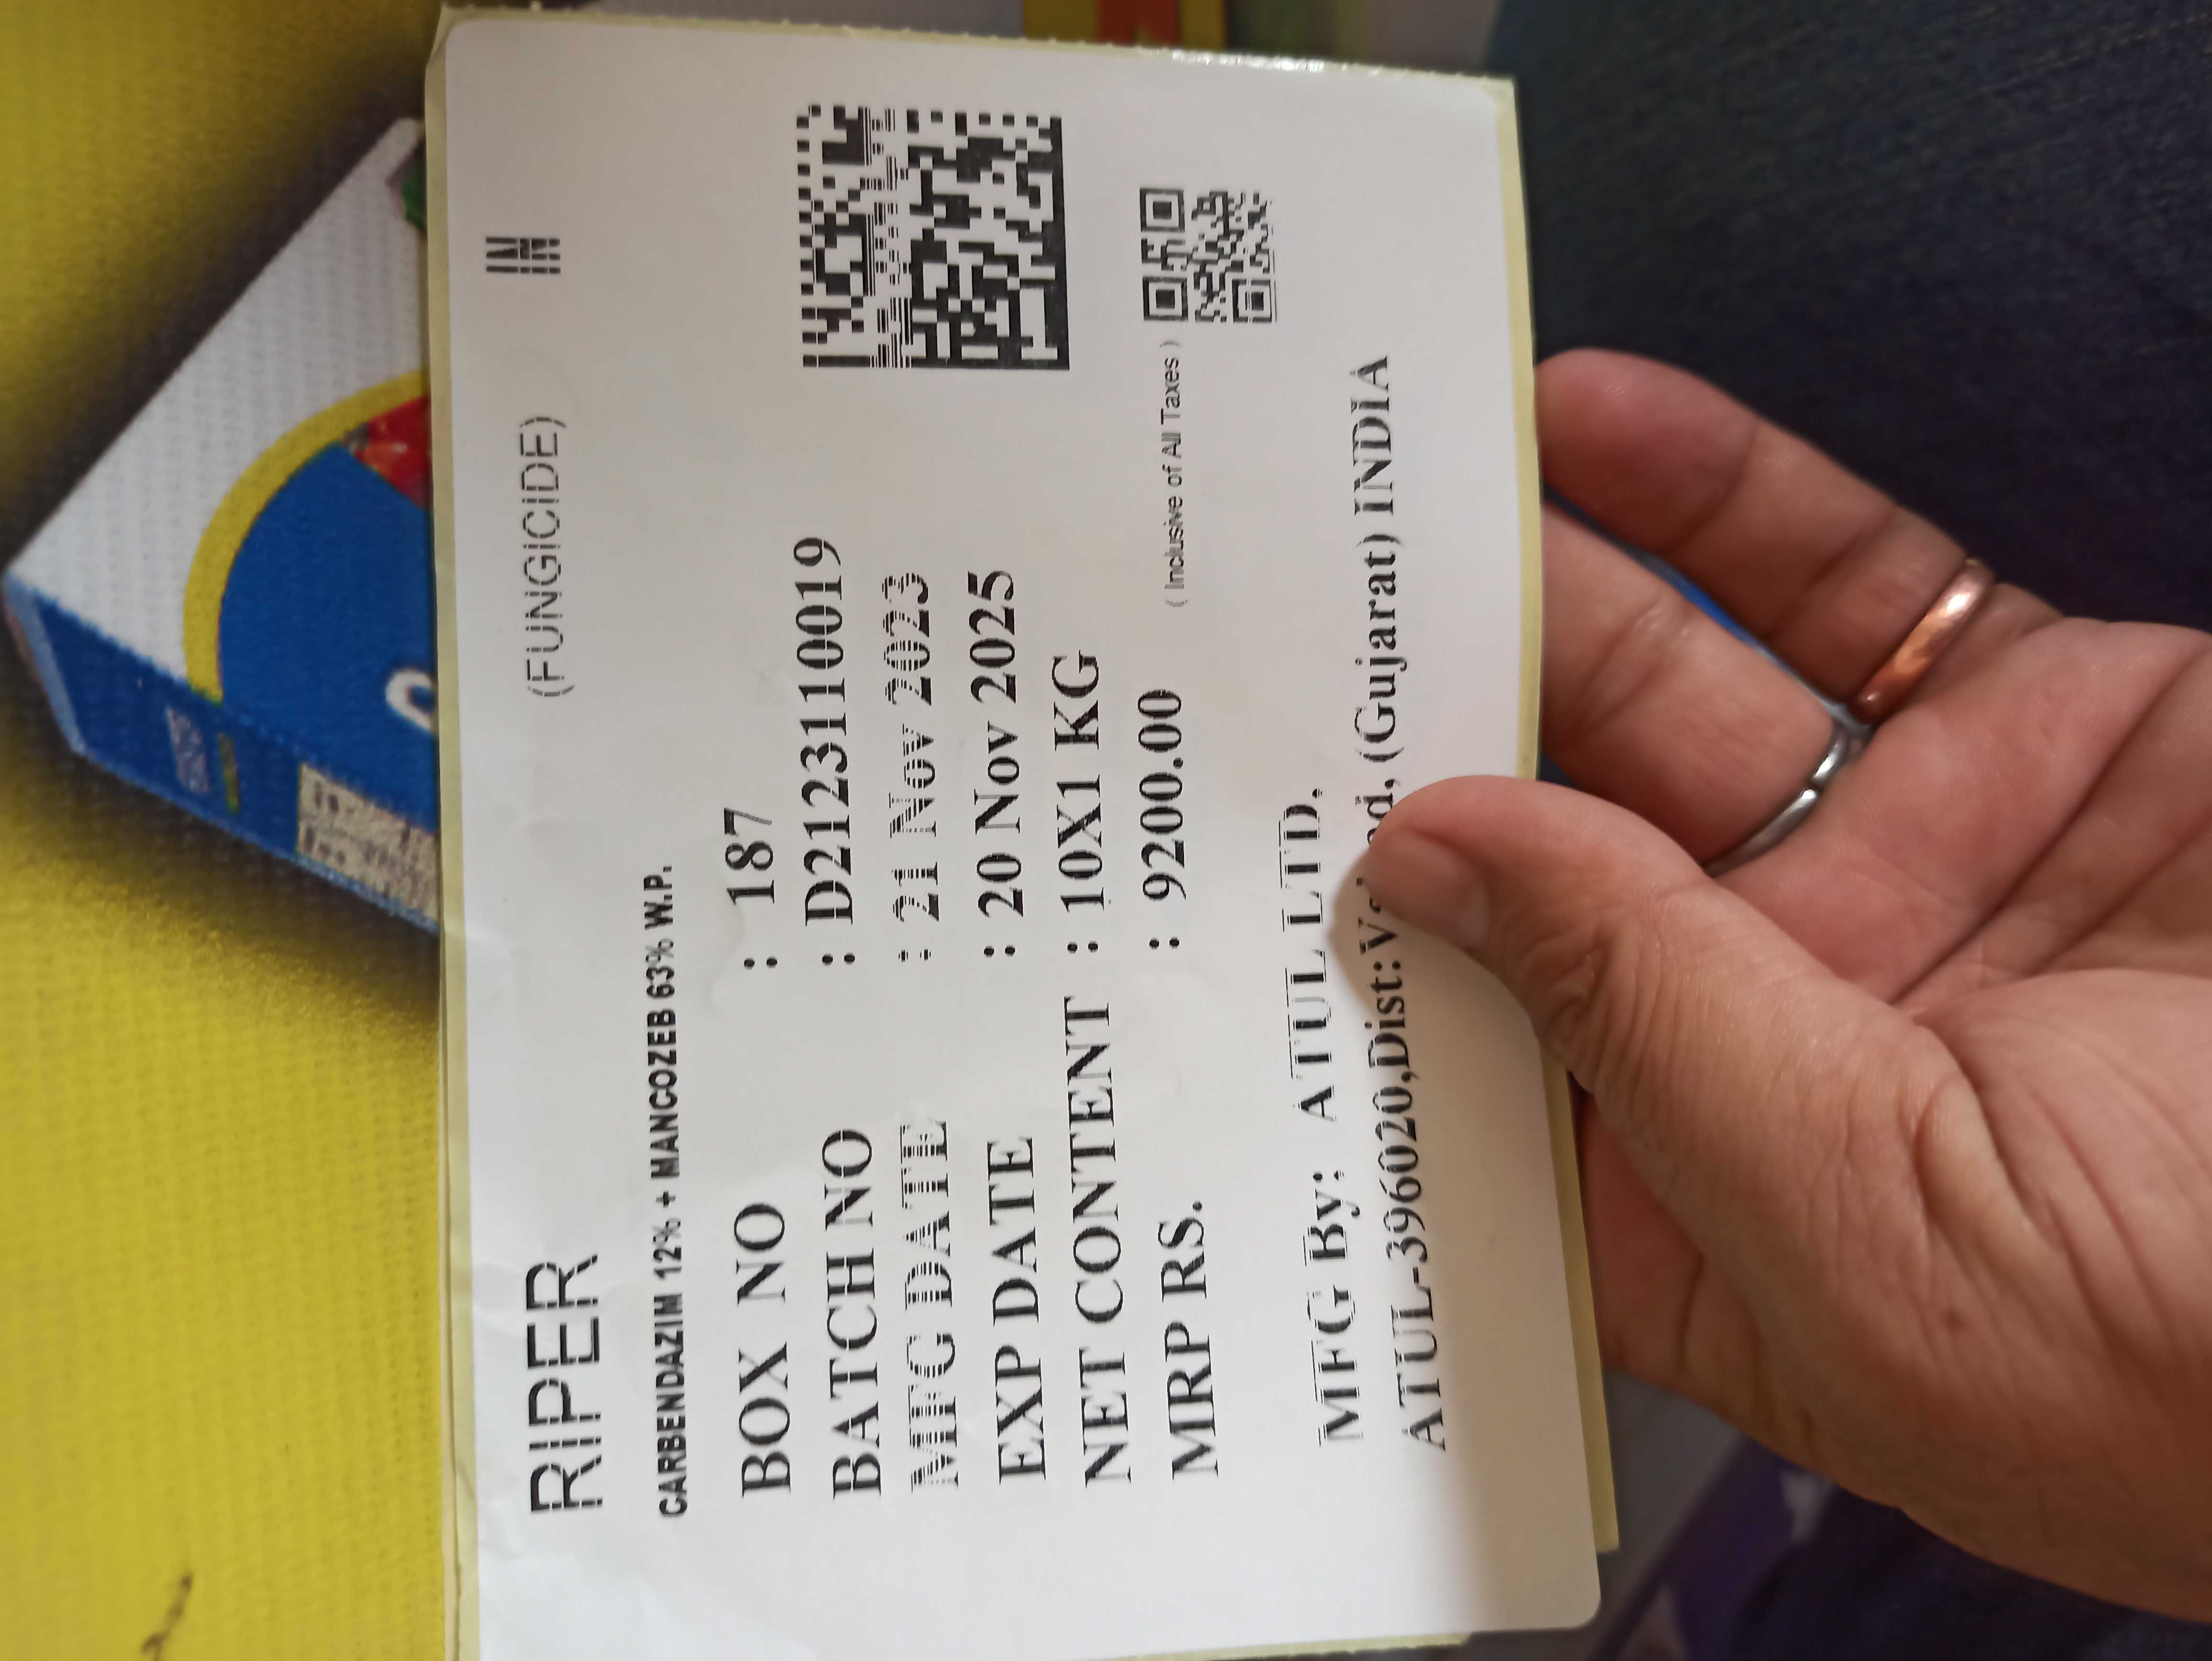 IN
RIPER (FUNGICIDE)
CARBENDAZIM 12% + MANCOZEB 63% W.P.
BOX NO : 187
BATCH NO : D2123110019
MFG DATE : 21 Nov 2023
EXP DATE : 20 Nov 2025
NET CONTENT : 10X1 KG
MRP RS. : 9200.00 ( Inclusive of All Taxes )
MFG By: ATUL LTD.
ATUL-396020,Dist: (Gujarat) INDIA